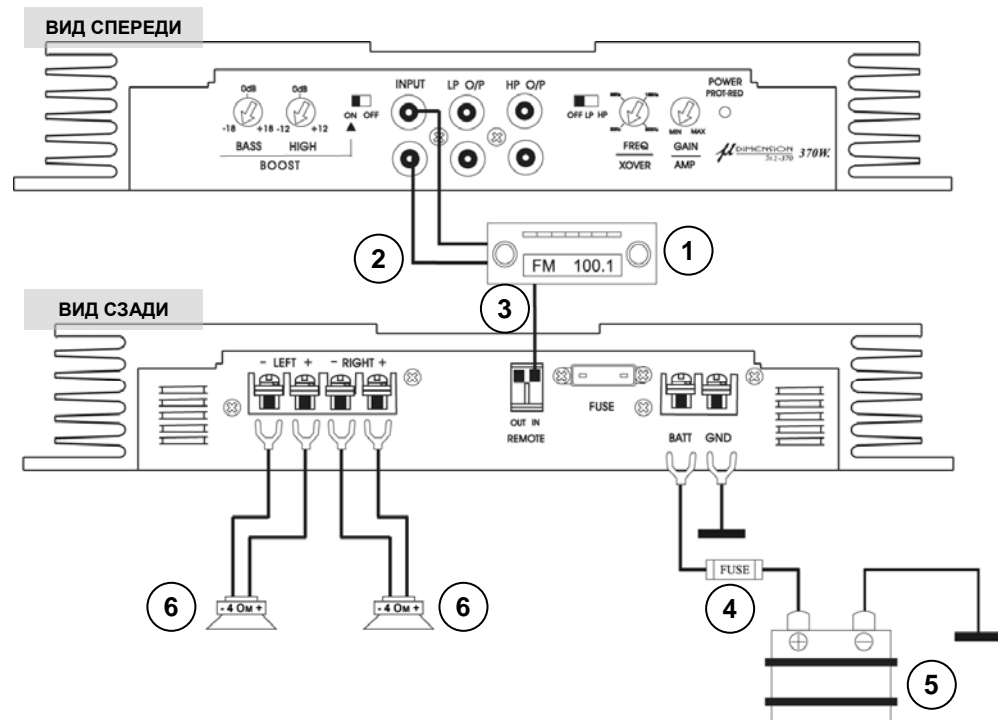 ВИД СПЕРЕДИ
0dB 0dB
-18 +18 -12 +12
BASS HIGH
BOOST
ON OFF
INPUT LP O/P HP O/P
OFF LP HP
FREQ
XOVER
MIN MAX
GAIN
AMP
POWER
PROT-RED
µ DIMENSION 370W.
1
2
FM 100.1
3
ВИД СЗАДИ
- LEFT + - RIGHT +
OUT IN
REMOTE
FUSE
BATT GND
FUSE
4
6
- 4 Ом +
- 4 Ом +
6
5